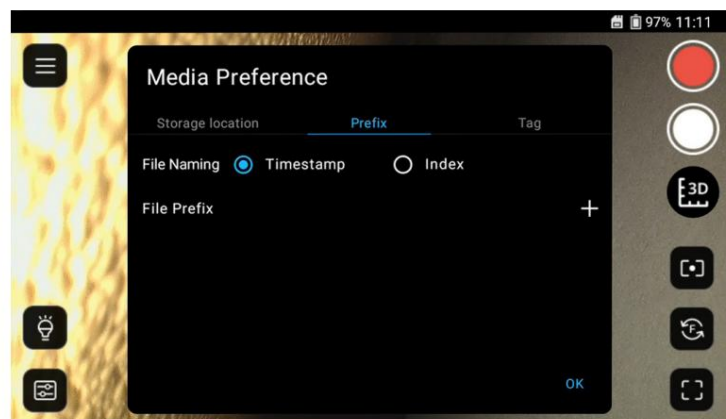 97% 11:11
Media Preference
Storage location Prefix Tag
File Naming Timestamp Index
File Prefix
OK
3D
F